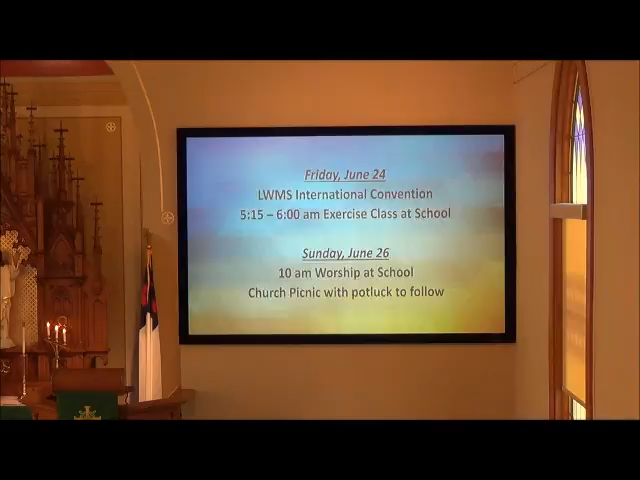 Friday, June 24
LWMS International Convention
5:15 – 6:00 am Exercise Class at School
Sunday, June 26
10 am Worship at School
Church Picnic with potluck to follow